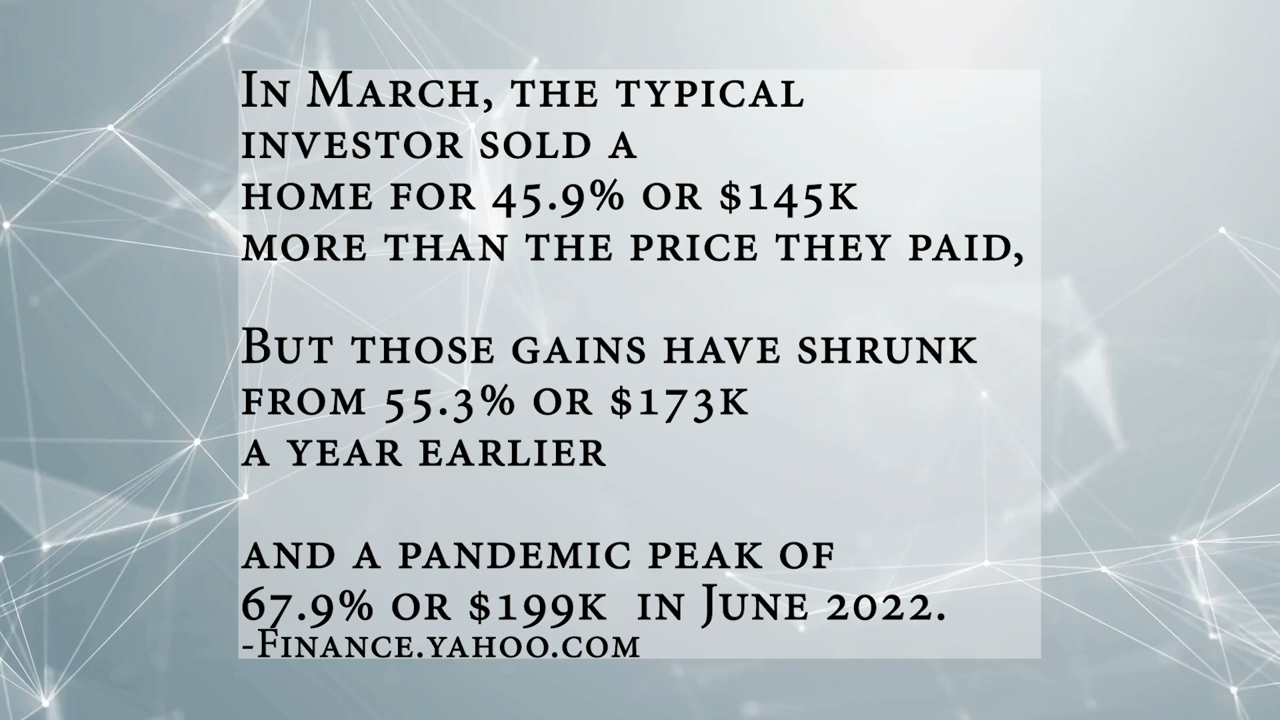 In March, the typical
investor sold a
home for 45.9% or $145k
more than the price they paid,
But those gains have shrunk
from 55.3% or $173k
a year earlier
and a pandemic peak of
67.9% or $199k  in June 2022.
-Finance.yahoo.com